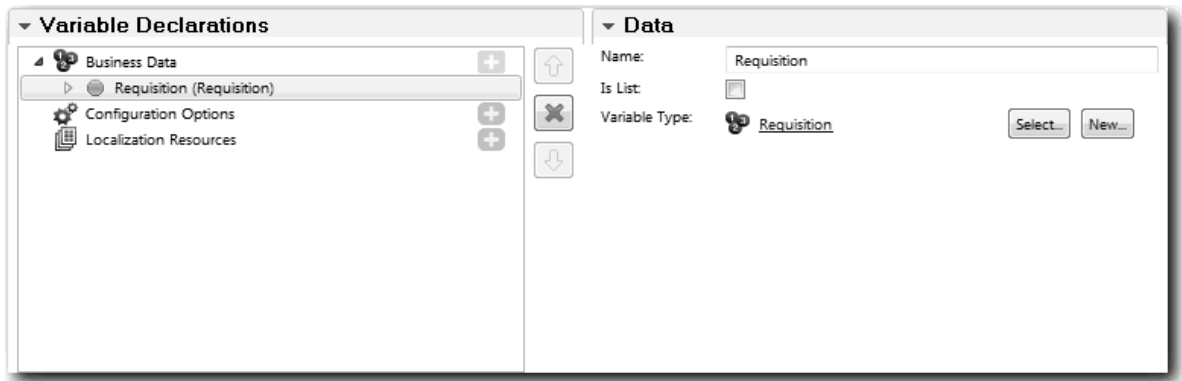 Variable Declarations
Business Data
Requisition (Requisition)
Configuration Options
Localization Resources
Data
Name:
Requisition
Is List:
Variable Type:
Requisition
Select...
New...